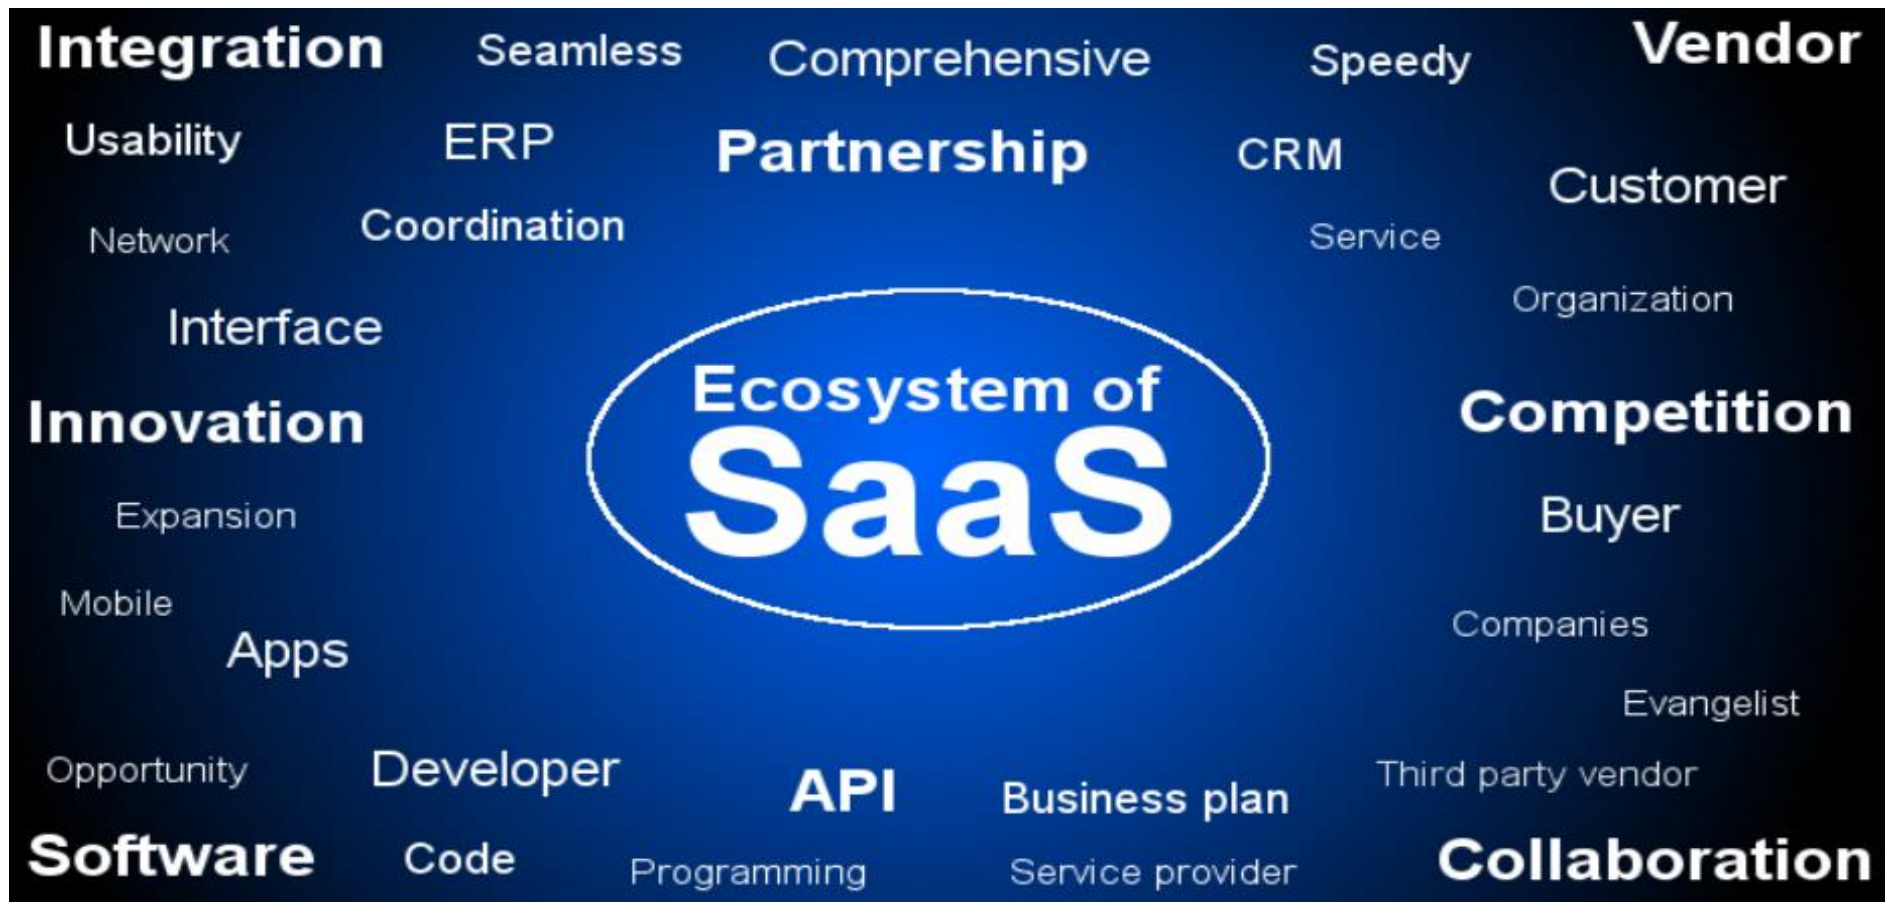 Integration
Seamless
Comprehensive
Speedy
Vendor
Usability
ERP
Partnership
CRM
Customer
Network
Coordination
Service
Organization
Interface
Ecosystem of
SaaS
Innovation
Competition
Expansion
Buyer
Mobile
Apps
Companies
Evangelist
Opportunity
Developer
API
Business plan
Third party vendor
Software
Code
Programming
Service provider
Collaboration